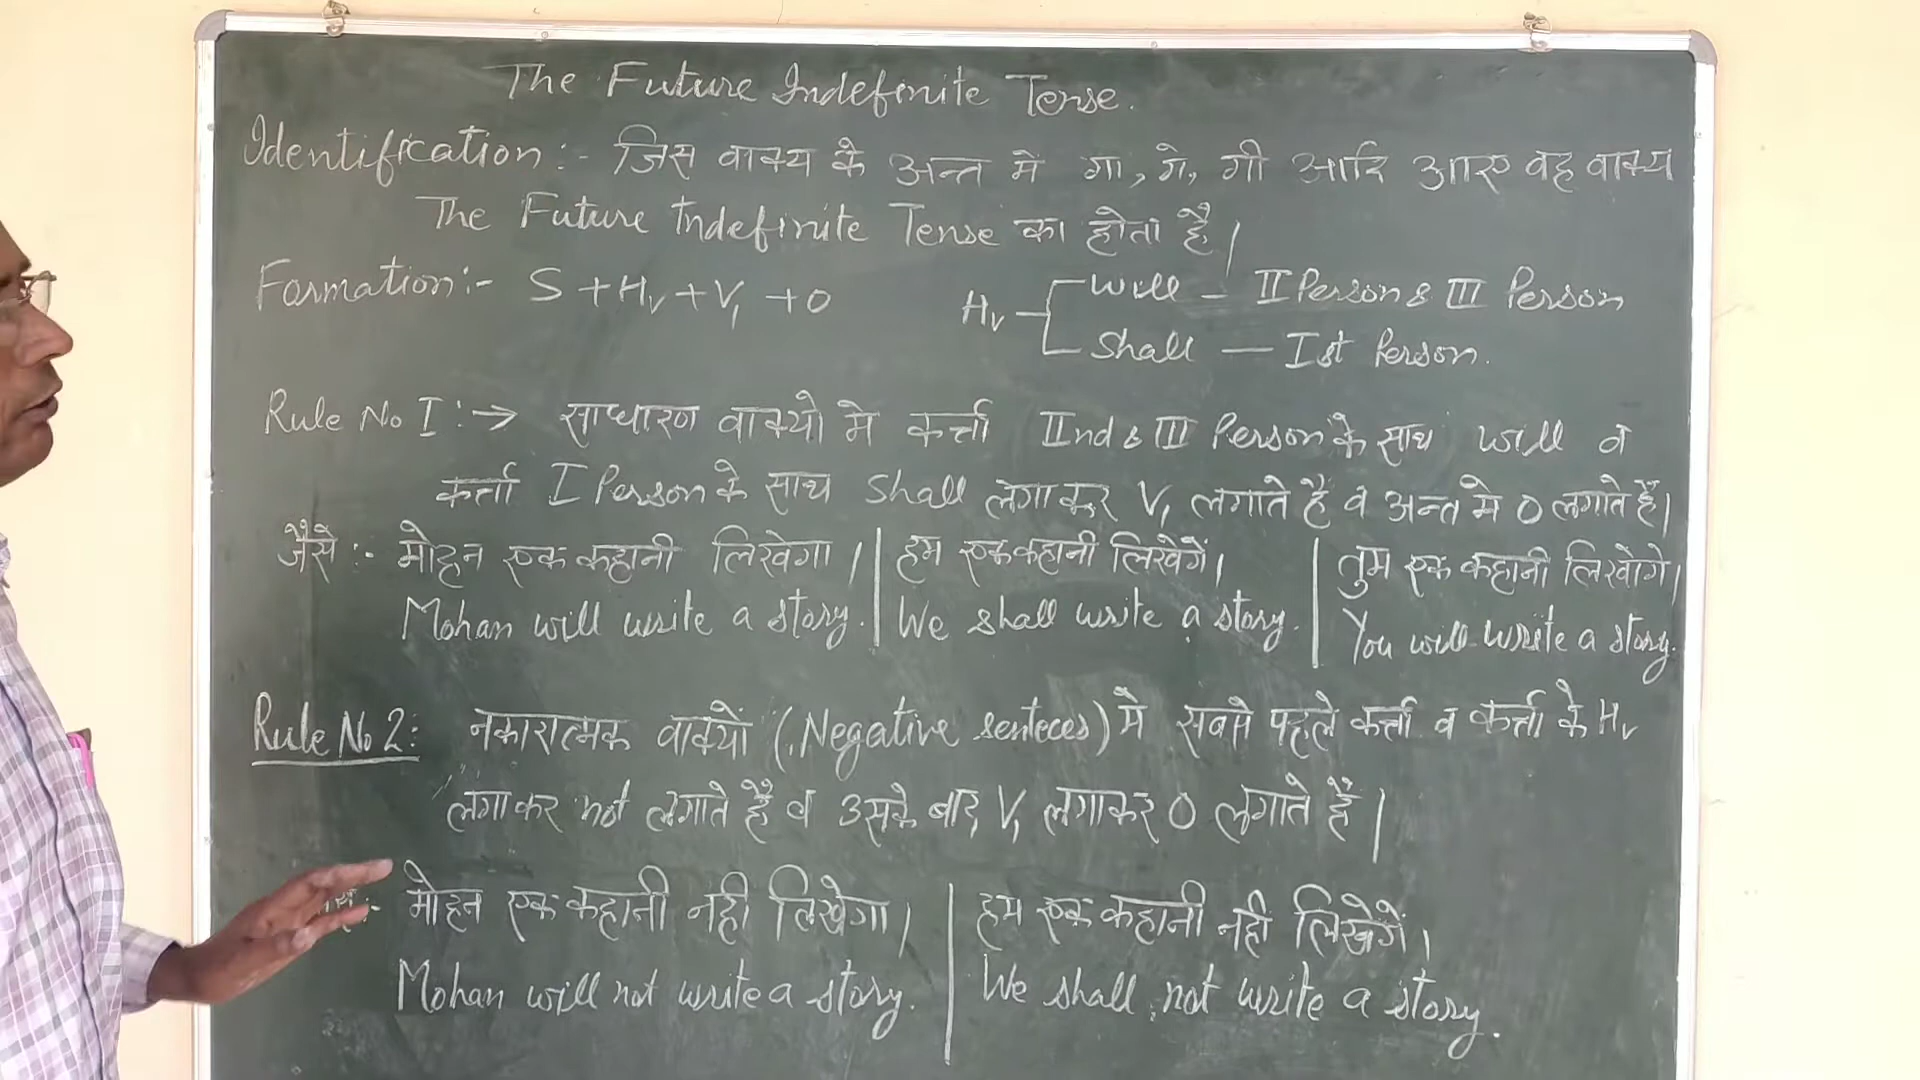 The Future Indefinite Tense.
Identification :- जिस वाक्य के अन्त मे गा, गे, गी आदि आए वह वाक्य
The Future Indefinite Tense का होता है।
Formation :- S + Hv + V1 + O
Hv
will - II Person & III Person
Shall - Ist Person.
Rule No I :→ साधारण वाक्यो मे कर्त्ता IInd & III Person के साथ will व
कर्त्ता I Person के साथ Shall लगाकर V1 लगाते है व अन्त मे O लगाते हैं।
जैसे :- मोहन एक कहानी लिखेगा। | हम एक कहानी लिखेगें। | तुम एक कहानी लिखोगे।
Mohan will write a story. | We shall write a story. | You will write a story.
Rule No 2: नकारात्मक वाक्यों (Negative senteces) मे सबसे पहले कर्त्ता व कर्त्ता के Hv
लगाकर not लगाते है व उसके बाद V1 लगाकर O लगाते हैं।
मोहन एक कहानी नही लिखेगा। | हम एक कहानी नही लिखेगें।
Mohan will not write a story. | We shall not write a story.